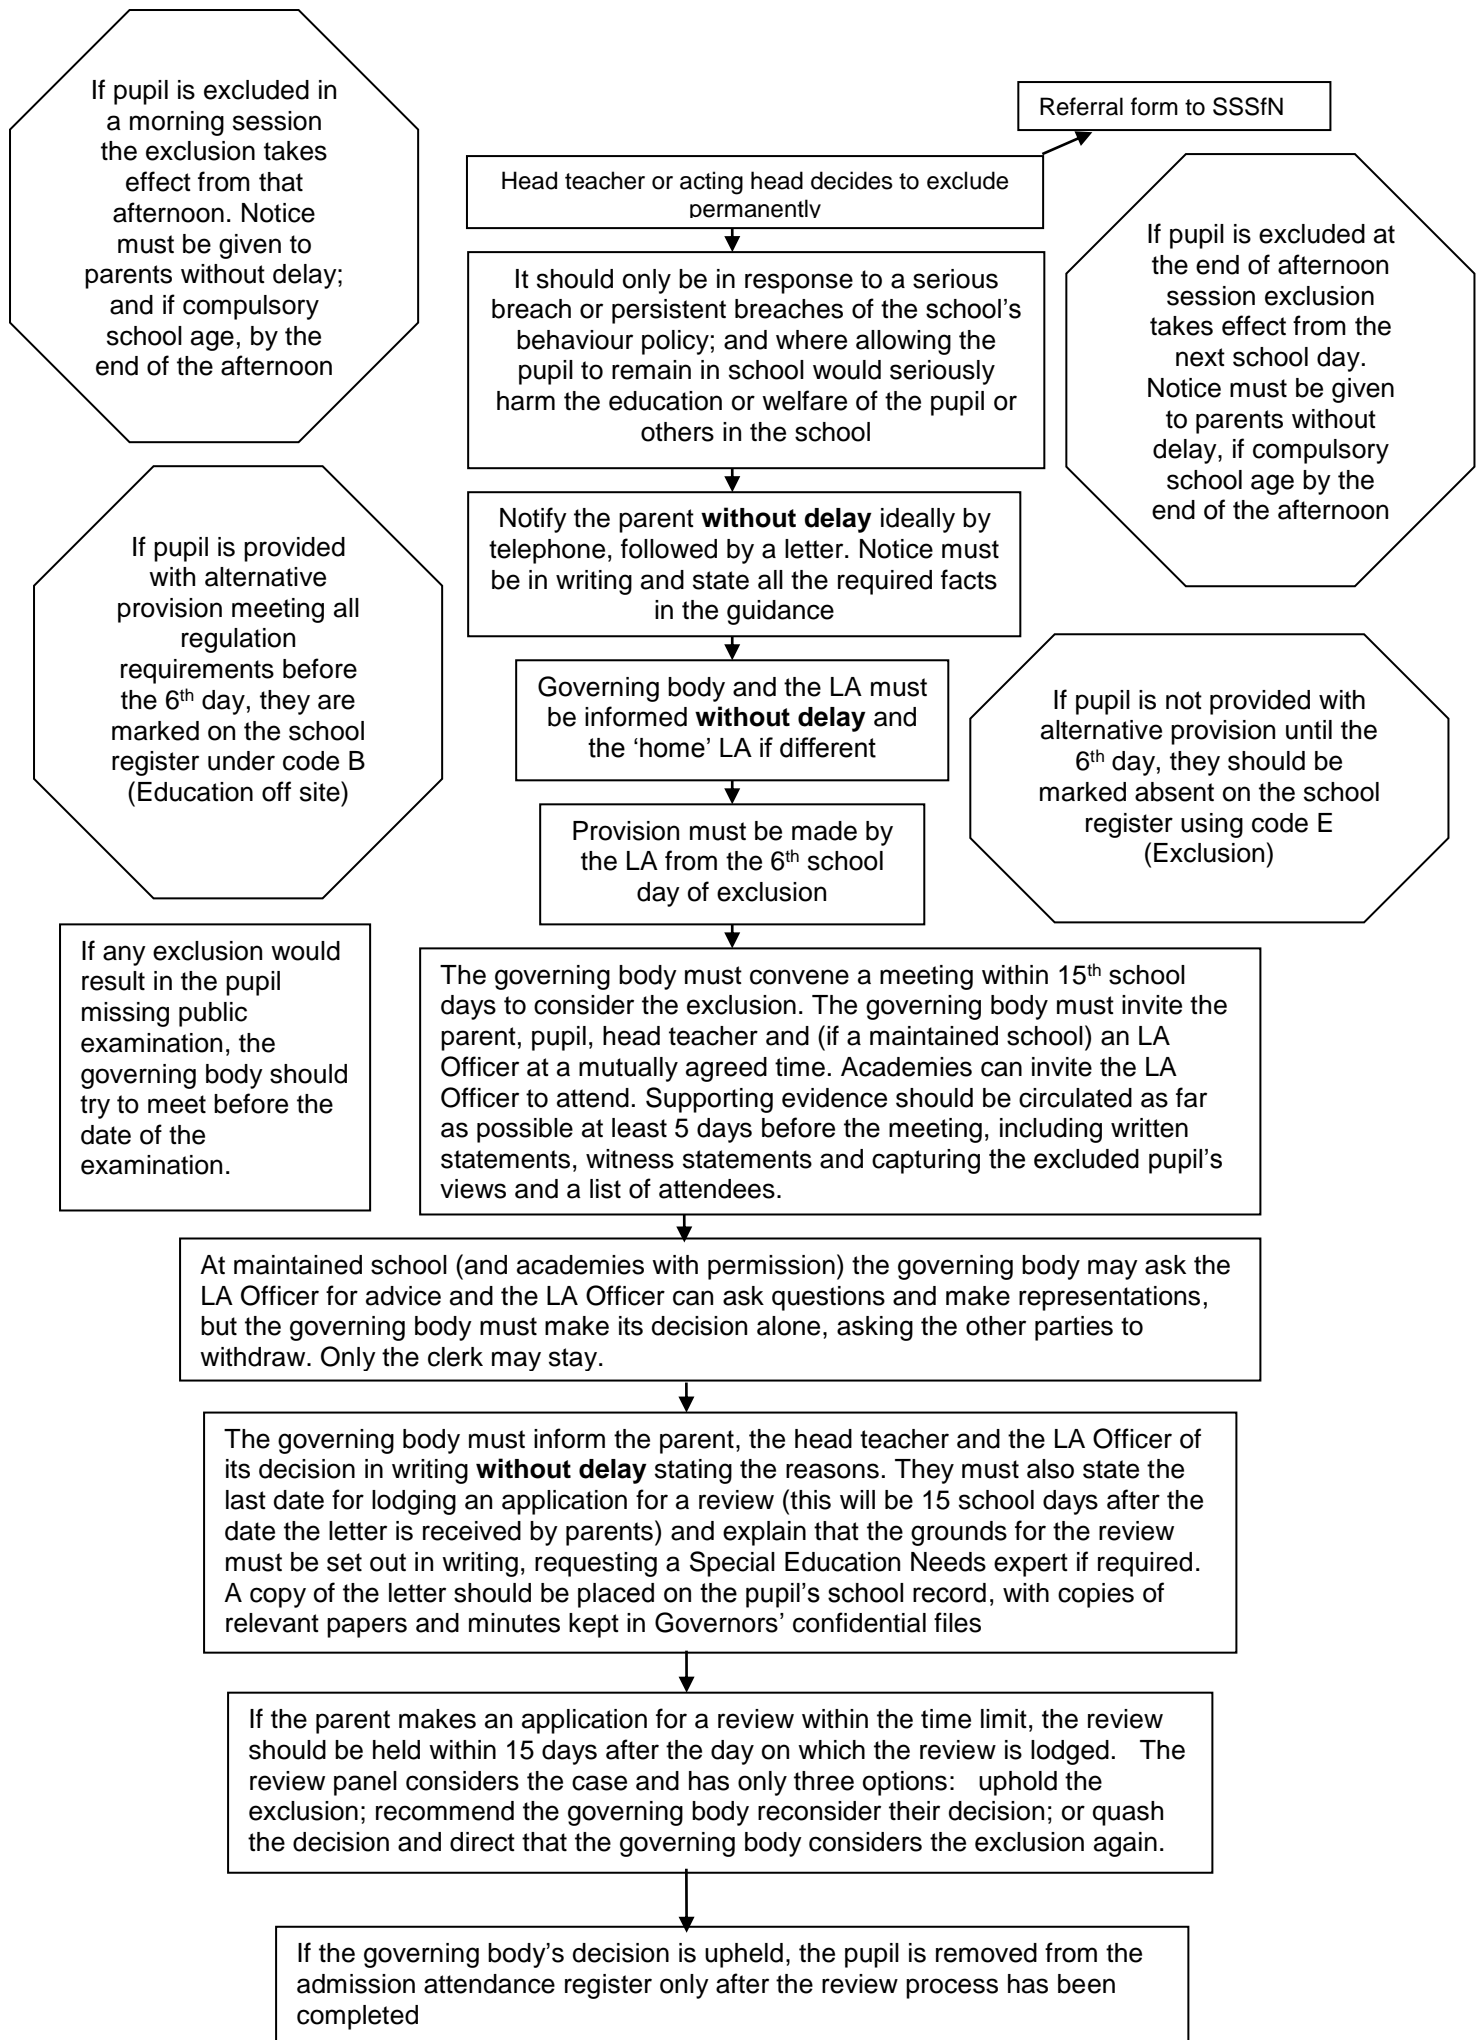 If pupil is excluded in
a morning session
the exclusion takes
effect from that
afternoon. Notice
must be given to
parents without delay;
and if compulsory
school age, by the
end of the afternoon
Referral form to SSSfN
Head teacher or acting head decides to exclude
permanently
It should only be in response to a serious
breach or persistent breaches of the school’s
behaviour policy; and where allowing the
pupil to remain in school would seriously
harm the education or welfare of the pupil or
others in the school
If pupil is excluded at
the end of afternoon
session exclusion
takes effect from the
next school day.
Notice must be given
to parents without
delay, if compulsory
school age by the
end of the afternoon
Notify the parent without delay ideally by
telephone, followed by a letter. Notice must
be in writing and state all the required facts
in the guidance
If pupil is provided
with alternative
provision meeting all
regulation
requirements before
the 6th day, they are
marked on the school
register under code B
(Education off site)
Governing body and the LA must
be informed without delay and
the ‘home’ LA if different
If pupil is not provided with
alternative provision until the
6th day, they should be
marked absent on the school
register using code E
(Exclusion)
Provision must be made by
the LA from the 6th school
day of exclusion
If any exclusion would
result in the pupil
missing public
examination, the
governing body should
try to meet before the
date of the
examination.
The governing body must convene a meeting within 15th school
days to consider the exclusion. The governing body must invite the
parent, pupil, head teacher and (if a maintained school) an LA
Officer at a mutually agreed time. Academies can invite the LA
Officer to attend. Supporting evidence should be circulated as far
as possible at least 5 days before the meeting, including written
statements, witness statements and capturing the excluded pupil’s
views and a list of attendees.
At maintained school (and academies with permission) the governing body may ask the
LA Officer for advice and the LA Officer can ask questions and make representations,
but the governing body must make its decision alone, asking the other parties to
withdraw. Only the clerk may stay.
The governing body must inform the parent, the head teacher and the LA Officer of
its decision in writing without delay stating the reasons. They must also state the
last date for lodging an application for a review (this will be 15 school days after the
date the letter is received by parents) and explain that the grounds for the review
must be set out in writing, requesting a Special Education Needs expert if required.
A copy of the letter should be placed on the pupil’s school record, with copies of
relevant papers and minutes kept in Governors’ confidential files
If the parent makes an application for a review within the time limit, the review
should be held within 15 days after the day on which the review is lodged. The
review panel considers the case and has only three options: uphold the
exclusion; recommend the governing body reconsider their decision; or quash
the decision and direct that the governing body considers the exclusion again.
If the governing body’s decision is upheld, the pupil is removed from the
admission attendance register only after the review process has been
completed